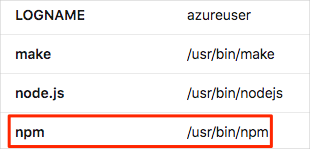 LOGNAME azureuser
make /usr/bin/make
node.js /usr/bin/nodejs
npm /usr/bin/npm